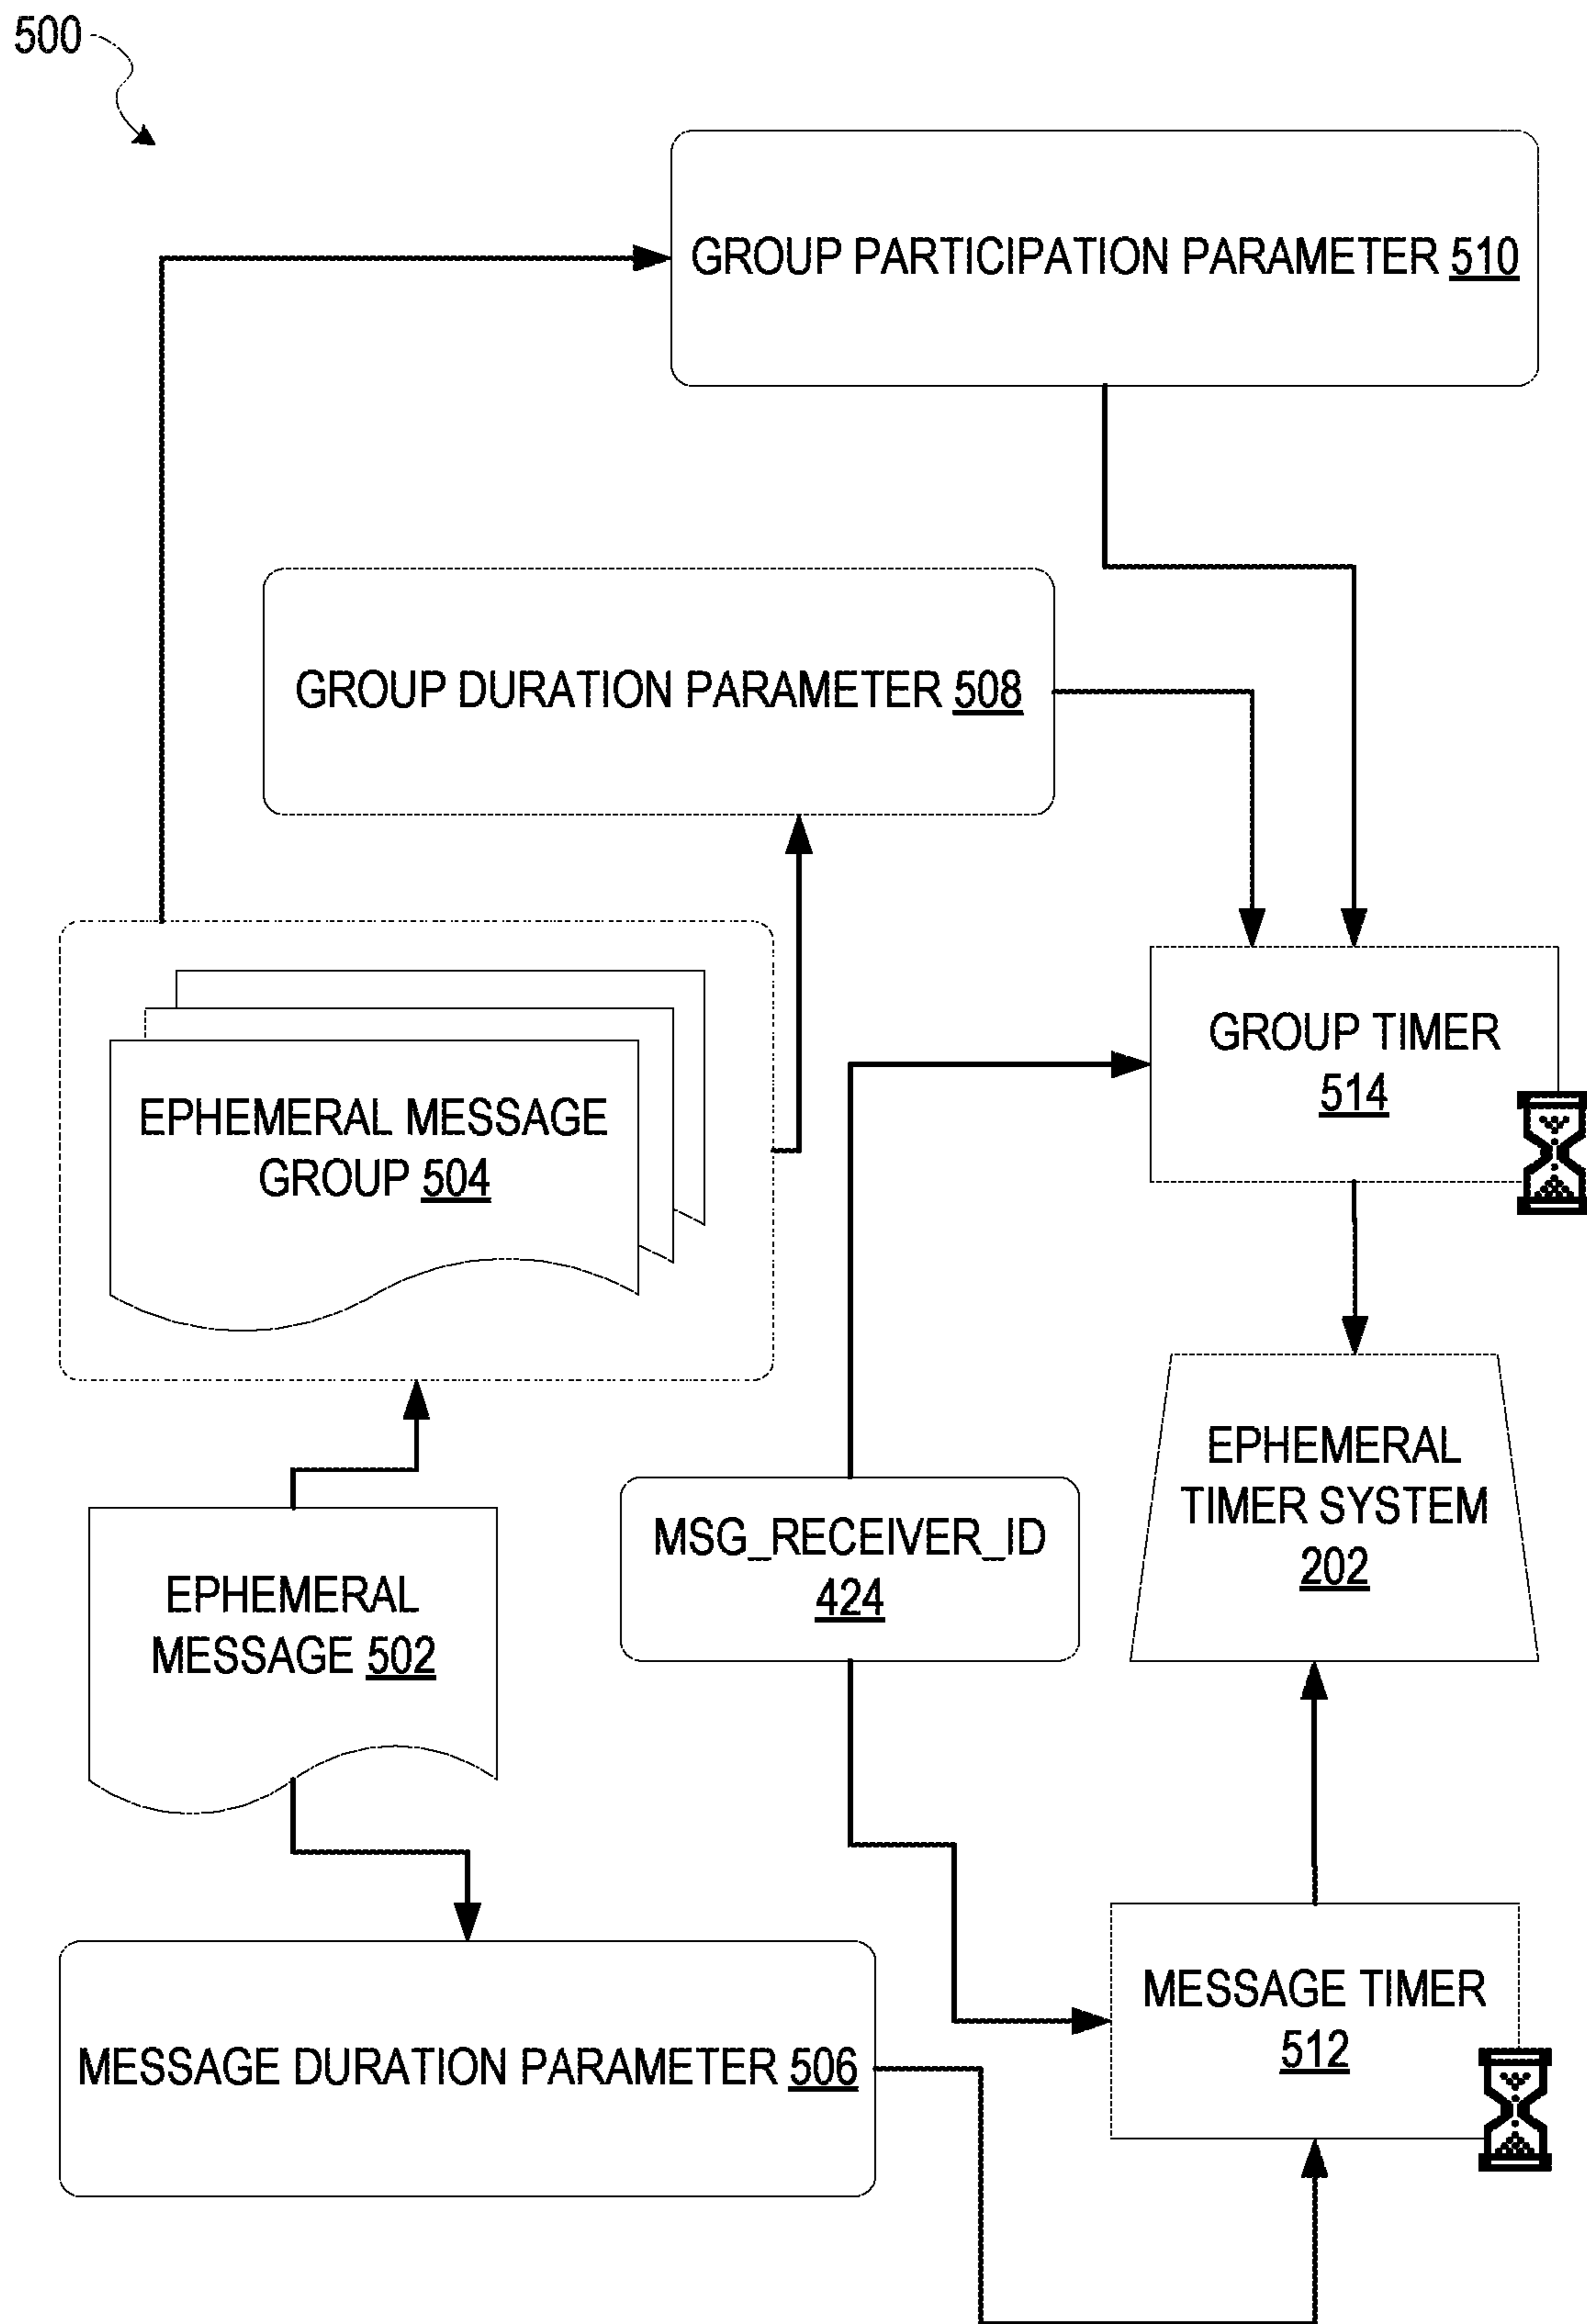 500
GROUP PARTICIPATION PARAMETER 510
GROUP DURATION PARAMETER 508
EPHEMERAL MESSAGE
GROUP 504
GROUP TIMER
514
EPHEMERAL
TIMER SYSTEM
202
MSG_RECEIVER_ID
424
EPHEMERAL
MESSAGE 502
MESSAGE DURATION PARAMETER 506
MESSAGE TIMER
512